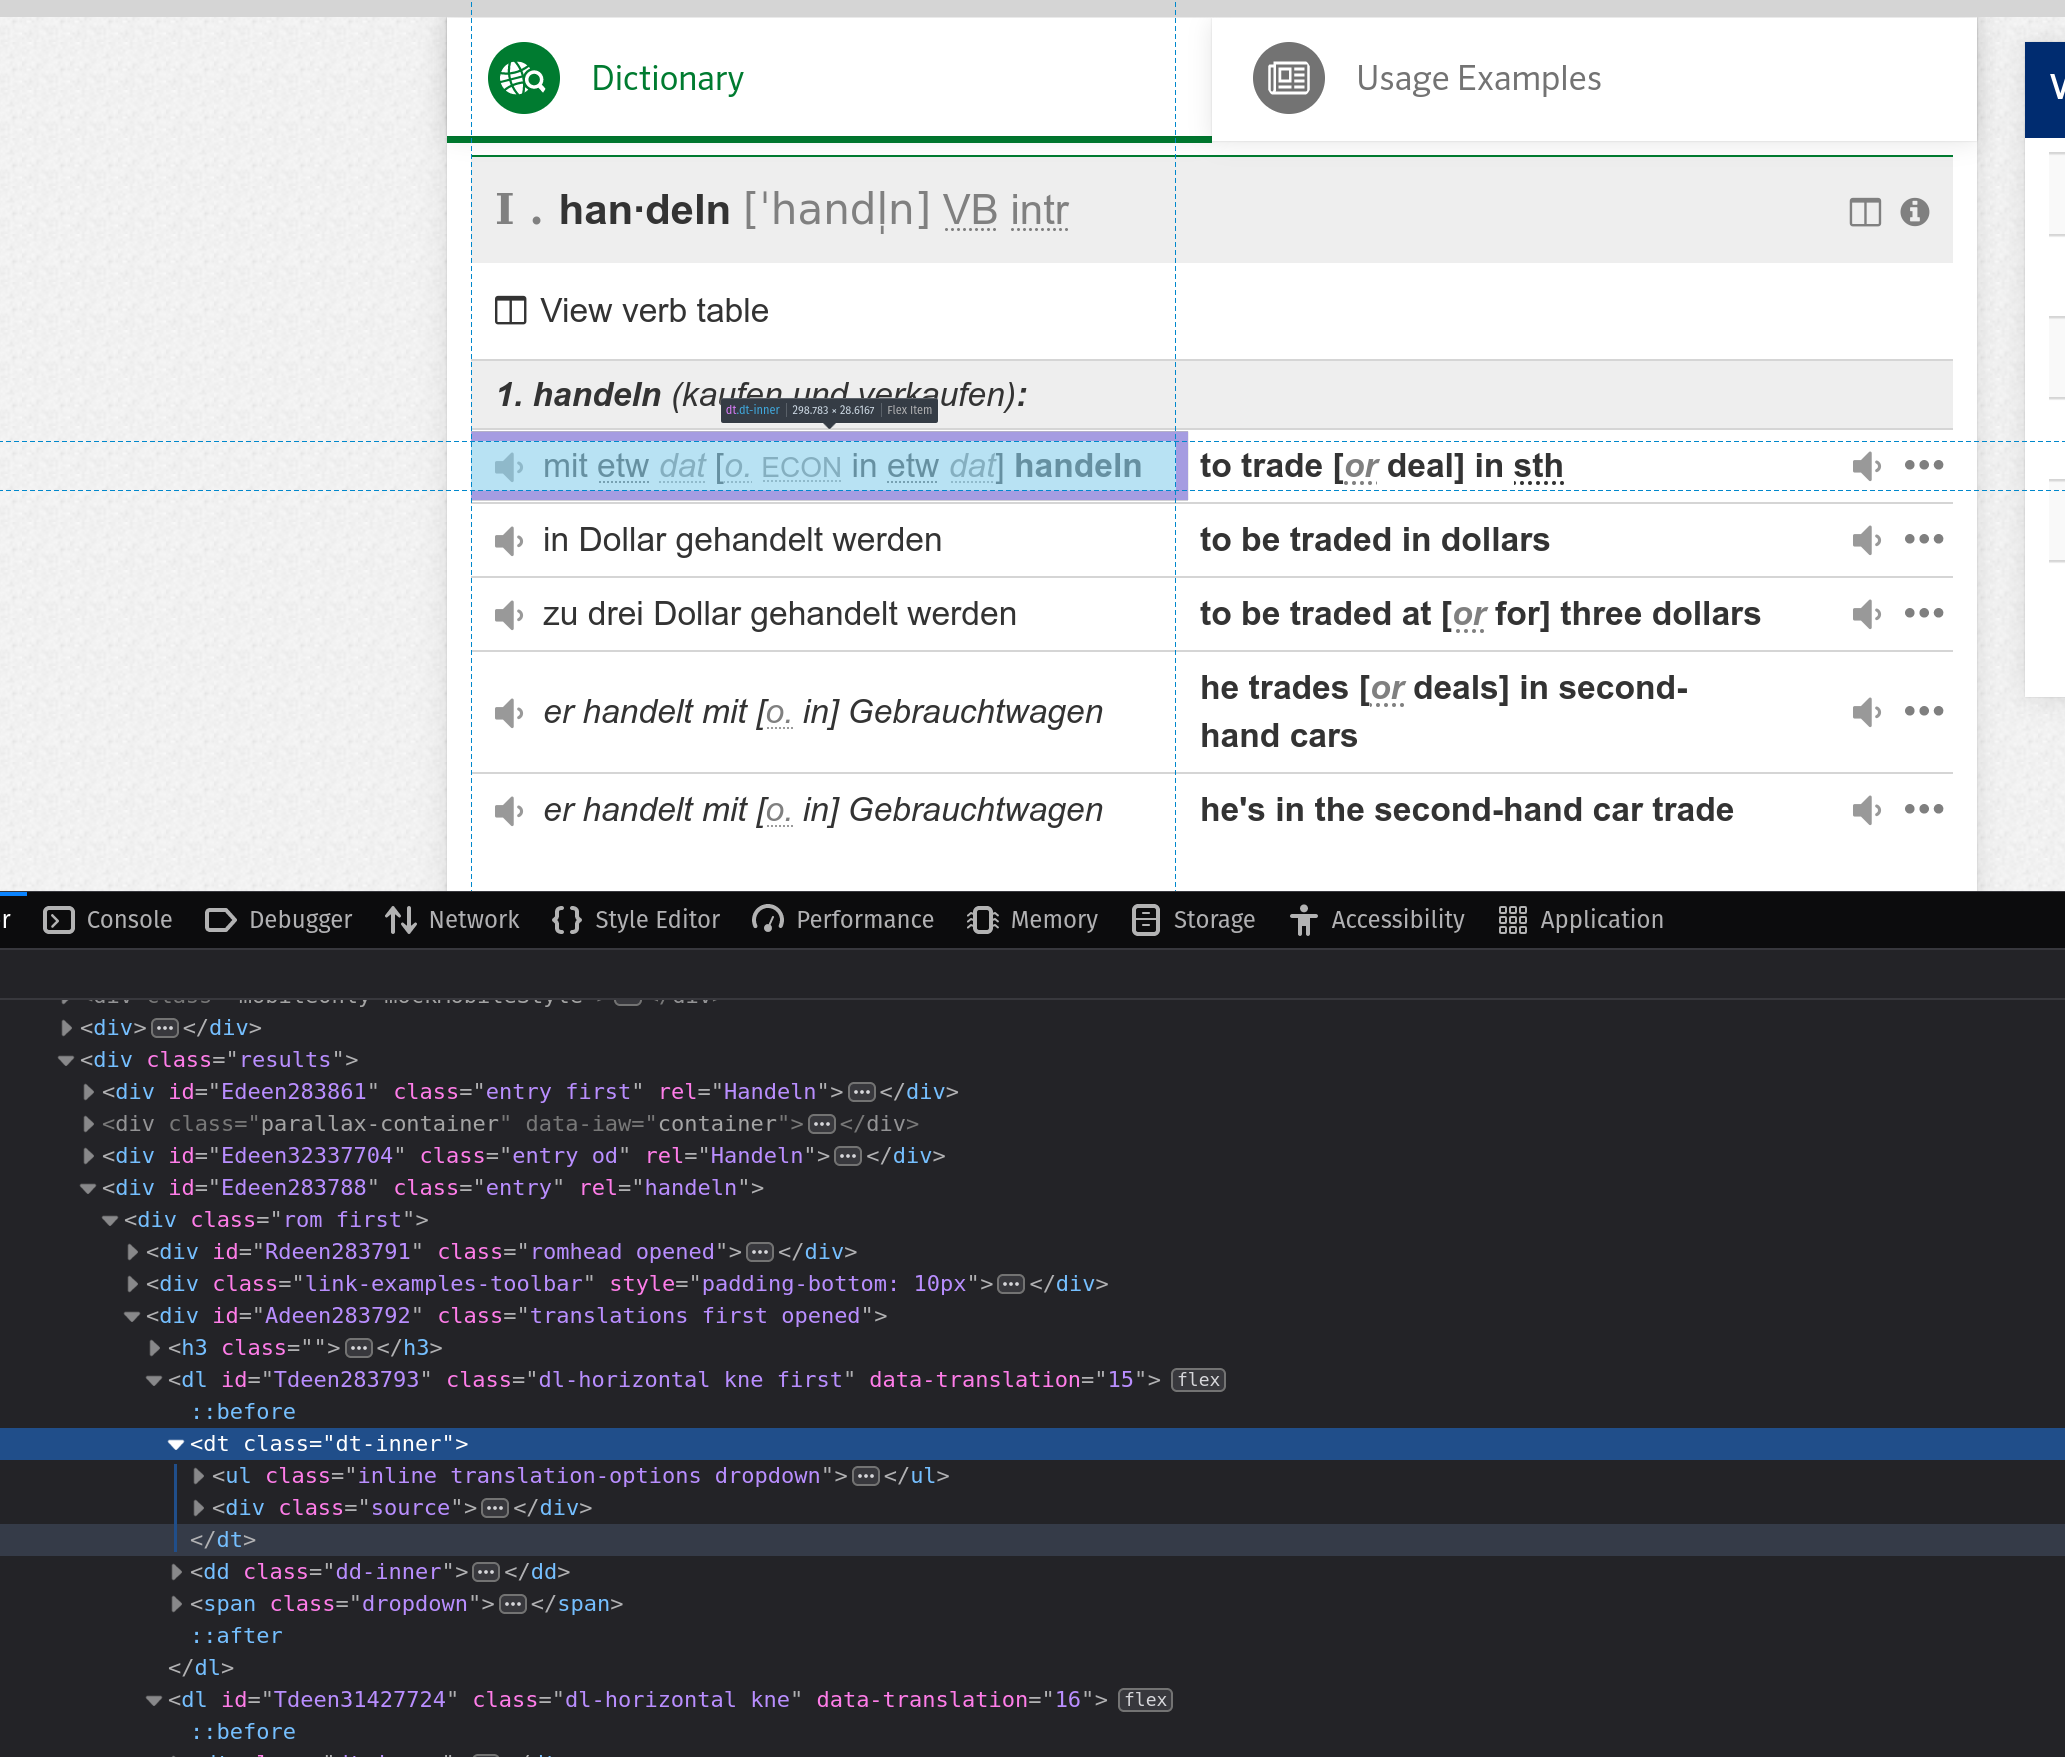 Dictionary
Usage Examples
V
I . han·deln [ˈhandl̩n] VB intr
View verb table
1. handeln (kaufen und verkaufen):
dt.dt-inner | 298.783 × 28.6167 | Flex Item
mit etw dat [o. ECON in etw dat] handeln to trade [or deal] in sth
in Dollar gehandelt werden to be traded in dollars
zu drei Dollar gehandelt werden to be traded at [or for] three dollars
er handelt mit [o. in] Gebrauchtwagen he trades [or deals] in second-
hand cars
er handelt mit [o. in] Gebrauchtwagen he's in the second-hand car trade
r Console Debugger Network Style Editor Performance Memory Storage Accessibility Application
<div class="mobileonly mockMobileStyle"></div>
<div></div>
<div class="results">
<div id="Edeen283861" class="entry first" rel="Handeln"></div>
<div class="parallax-container" data-iaw="container"></div>
<div id="Edeen32337704" class="entry od" rel="Handeln"></div>
<div id="Edeen283788" class="entry" rel="handeln">
<div class="rom first">
<div id="Rdeen283791" class="romhead opened"></div>
<div class="link-examples-toolbar" style="padding-bottom: 10px"></div>
<div id="Adeen283792" class="translations first opened">
<h3 class=""></h3>
<dl id="Tdeen283793" class="dl-horizontal kne first" data-translation="15"> flex
::before
<dt class="dt-inner">
<ul class="inline translation-options dropdown"></ul>
<div class="source"></div>
</dt>
<dd class="dd-inner"></dd>
<span class="dropdown"></span>
::after
</dl>
<dl id="Tdeen31427724" class="dl-horizontal kne" data-translation="16"> flex
::before